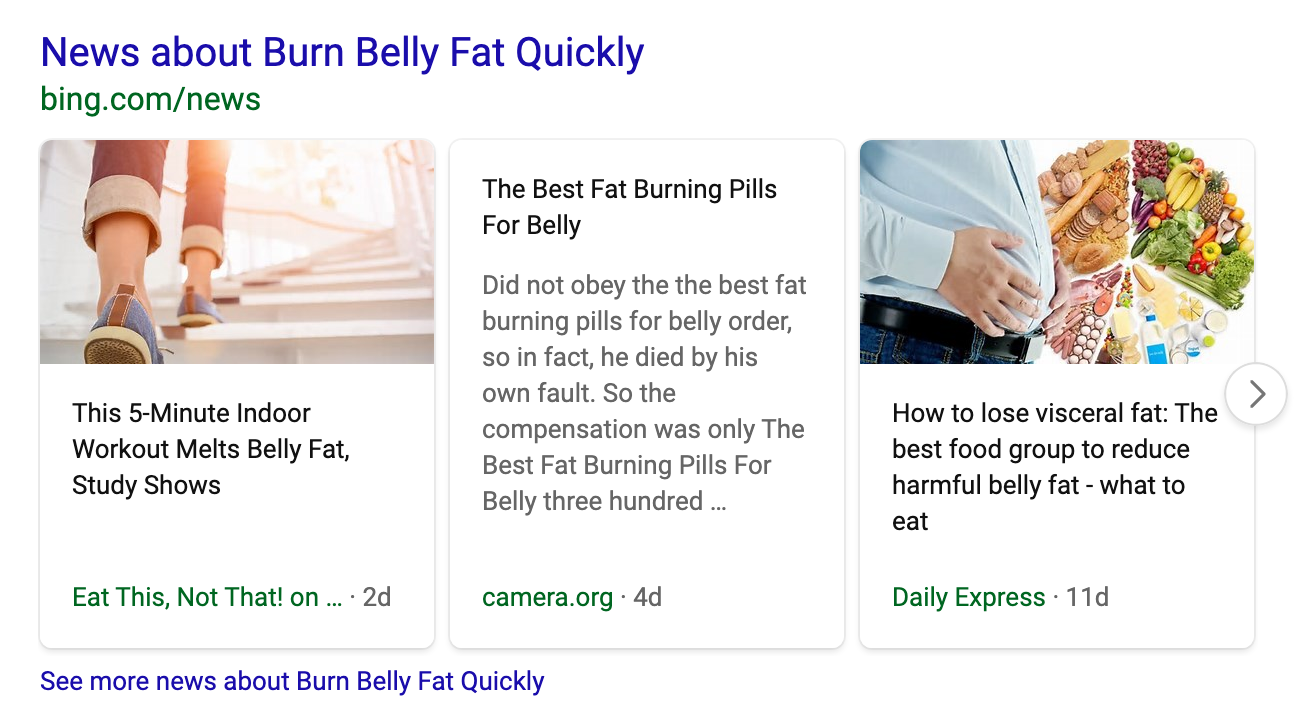 News about Burn Belly Fat Quickly
bing.com/news
This 5-Minute Indoor
Workout Melts Belly Fat,
Study Shows
Eat This, Not That! on ... · 2d
The Best Fat Burning Pills
For Belly
Did not obey the the best fat
burning pills for belly order,
so in fact, he died by his
own fault. So the
compensation was only The
Best Fat Burning Pills For
Belly three hundred ...
camera.org · 4d
How to lose visceral fat: The
best food group to reduce
harmful belly fat - what to
eat
Daily Express · 11d
See more news about Burn Belly Fat Quickly